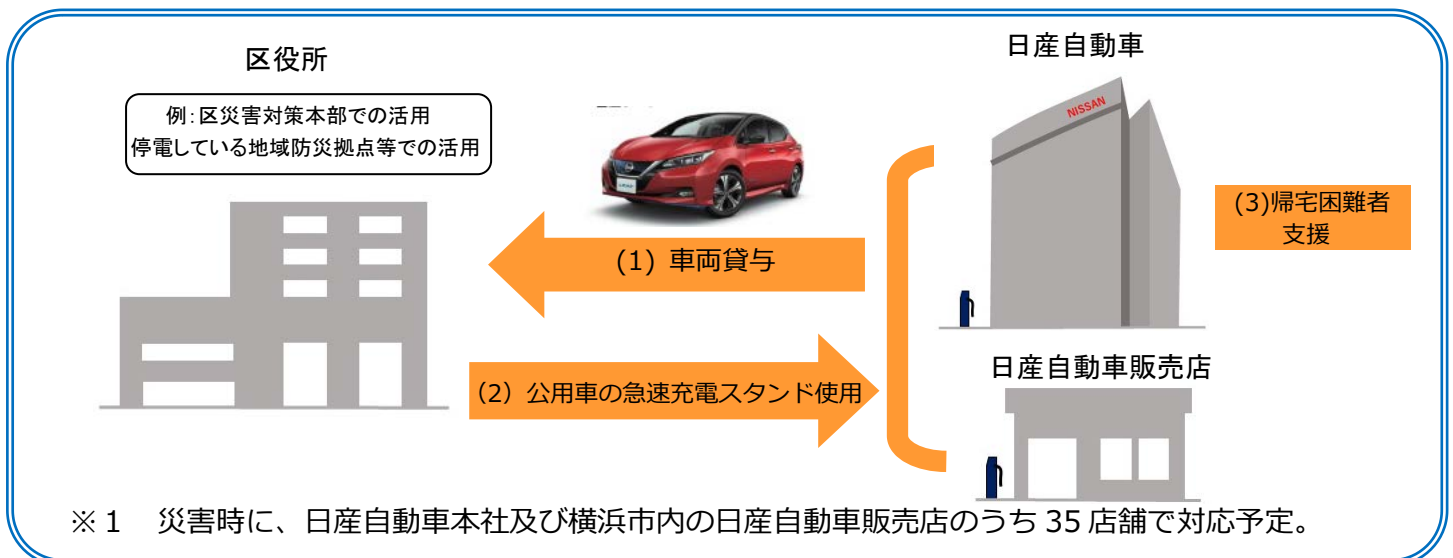 区役所
例:区災害対策本部での活用
停電している地域防災拠点等での活用
日産自動車
NISSAN
(3)帰宅困難者
支援
(1) 車両貸与
(2) 公用車の急速充電スタンド使用
日産自動車販売店
※1 災害時に、日産自動車本社及び横浜市内の日産自動車販売店のうち 35 店舗で対応予定。